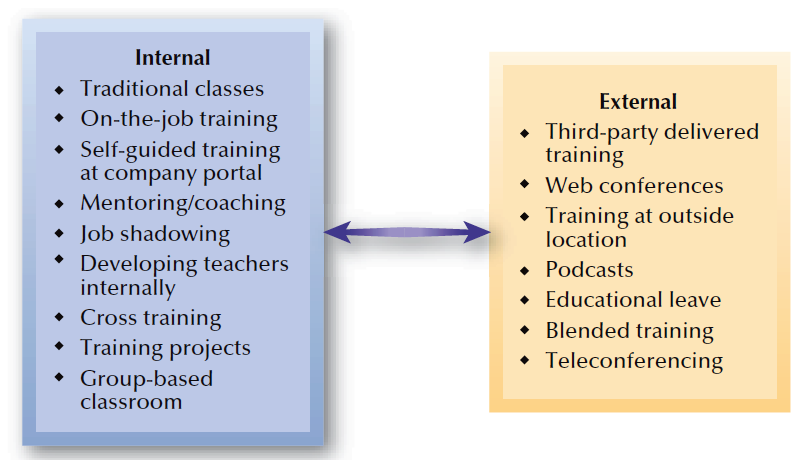 Internal
◆ Traditional classes
◆ On-the-job training
◆ Self-guided training
at company portal
◆ Mentoring/coaching
◆ Job shadowing
◆ Developing teachers
internally
◆ Cross training
◆ Training projects
◆ Group-based
classroom
External
◆ Third-party delivered
training
◆ Web conferences
◆ Training at outside
location
◆ Podcasts
◆ Educational leave
◆ Blended training
◆ Teleconferencing